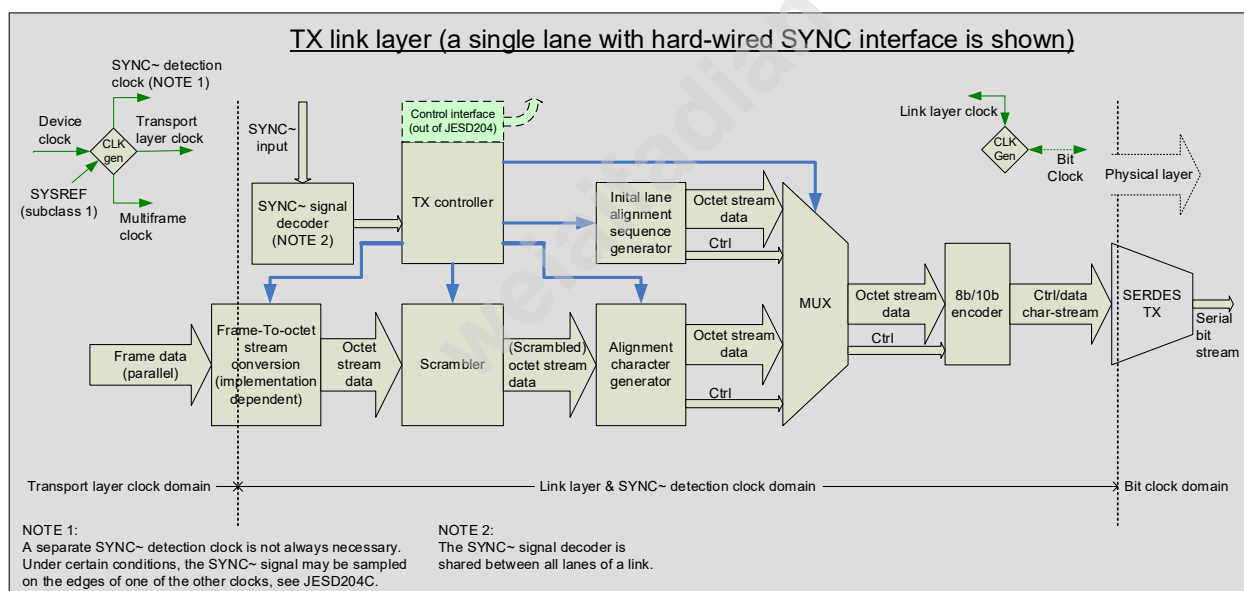 TX link layer (a single lane with hard-wired SYNC interface is shown)
SYNC~ detection
clock (NOTE 1)
Device
clock
CLK
gen
Transport
layer clock
SYSREF
(subclass 1)
Multiframe
clock
SYNC~
input
Control interface
(out of JESD204)
Link layer clock
CLK
Gen
Bit
Clock
Physical layer
SYNC~ signal
decoder
(NOTE 2)
TX controller
Inital lane
alignment
sequence
generator
Octet stream
data
Ctrl
MUX
Octet stream
data
Ctrl
8b/10b
encoder
Ctrl/data
char-stream
SERDES
TX
Serial
bit
stream
Frame data
(parallel)
Frame-To-octet
stream
conversion
(implementation
dependent)
Octet
stream
data
Scrambler
(Scrambled)
octet stream
data
Alignment
character
generator
Octet stream
data
Ctrl
Transport layer clock domain
Link layer & SYNC~ detection clock domain
Bit clock domain
NOTE 1:
A separate SYNC~ detection clock is not always necessary.
Under certain conditions, the SYNC~ signal may be sampled
on the edges of one of the other clocks, see JESD204C.
NOTE 2:
The SYNC~ signal decoder is
shared between all lanes of a link.
weiaifadian